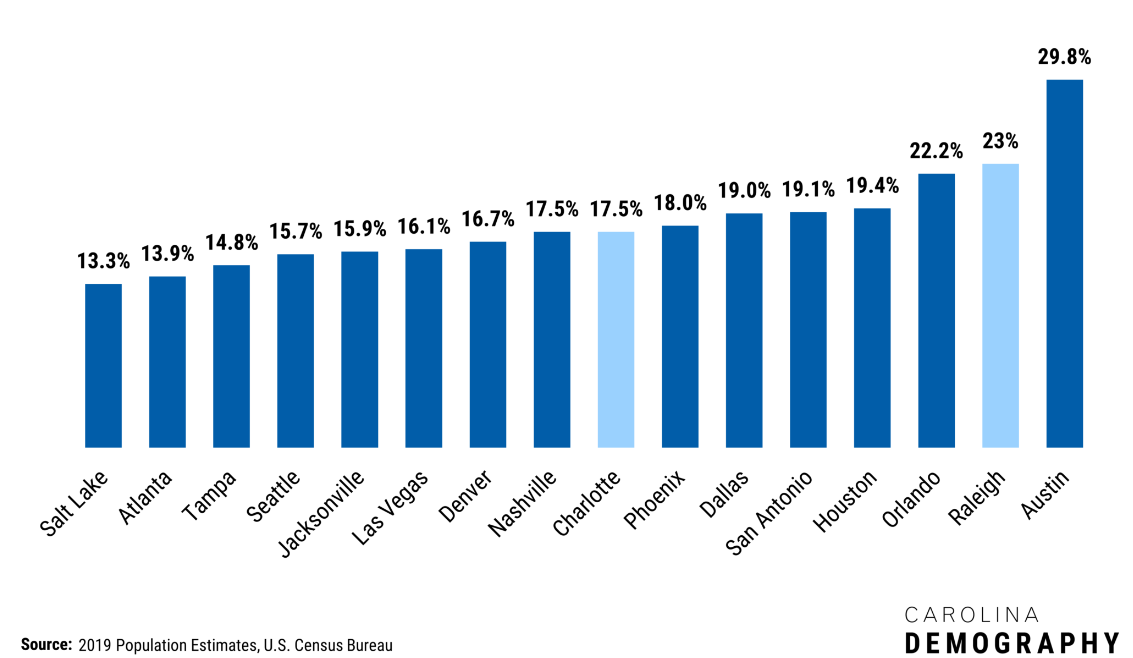 29.8%
23%
22.2%
19.4%
19.1%
19.0%
18.0%
17.5%
17.5%
16.7%
16.1%
15.9%
15.7%
14.8%
13.9%
13.3%
Salt Lake
Atlanta
Tampa
Seattle
Jacksonville
Las Vegas
Denver
Nashville
Charlotte
Phoenix
Dallas
San Antonio
Houston
Orlando
Raleigh
Austin
CAROLINA
DEMOGRAPHY
Source: 2019 Population Estimates, U.S. Census Bureau